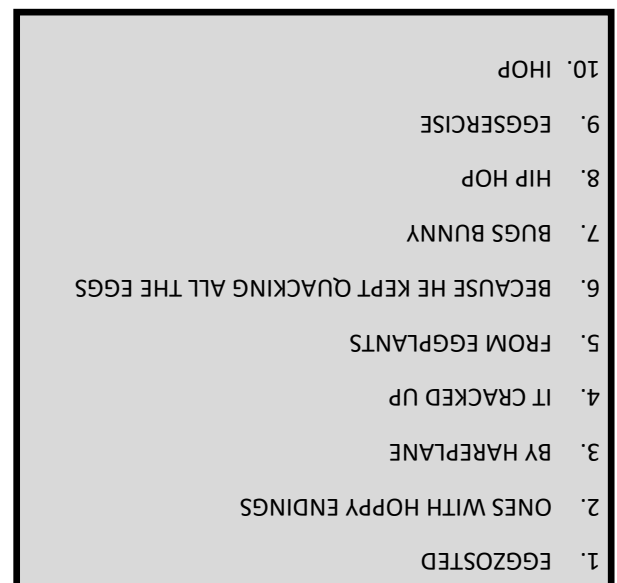 1. EGGZOSTED
2. ONES WITH HOPPY ENDINGS
3. BY HAREPLANE
4. IT CRACKED UP
5. FROM EGGPLANTS
6. BECAUSE HE KEPT QUACKING ALL THE EGGS
7. BUGS BUNNY
8. HIP HOP
9. EGGSERCISE
10. IHOP